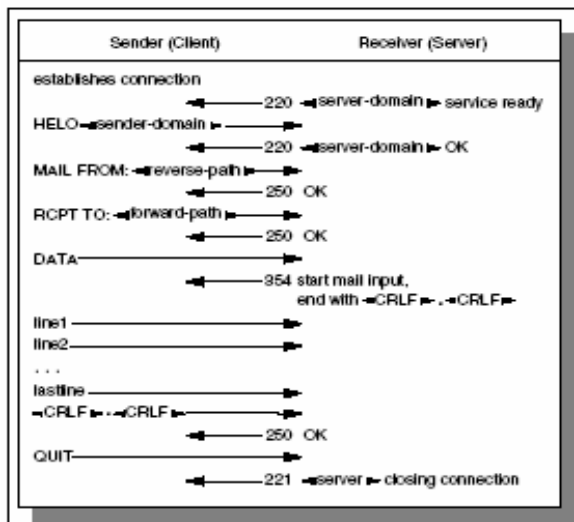 Sender (Client) Receiver (Server)
establishes connection
220 <server-domain> service ready
HELO <sender-domain>
220 <server-domain> OK
MAIL FROM: <reverse-path>
250 OK
RCPT TO: <forward-path>
250 OK
DATA
354 start mail input,
end with <CRLF>.<CRLF>
line1
line2
...
lastline
<CRLF>.<CRLF>
250 OK
QUIT
221 <server> closing connection